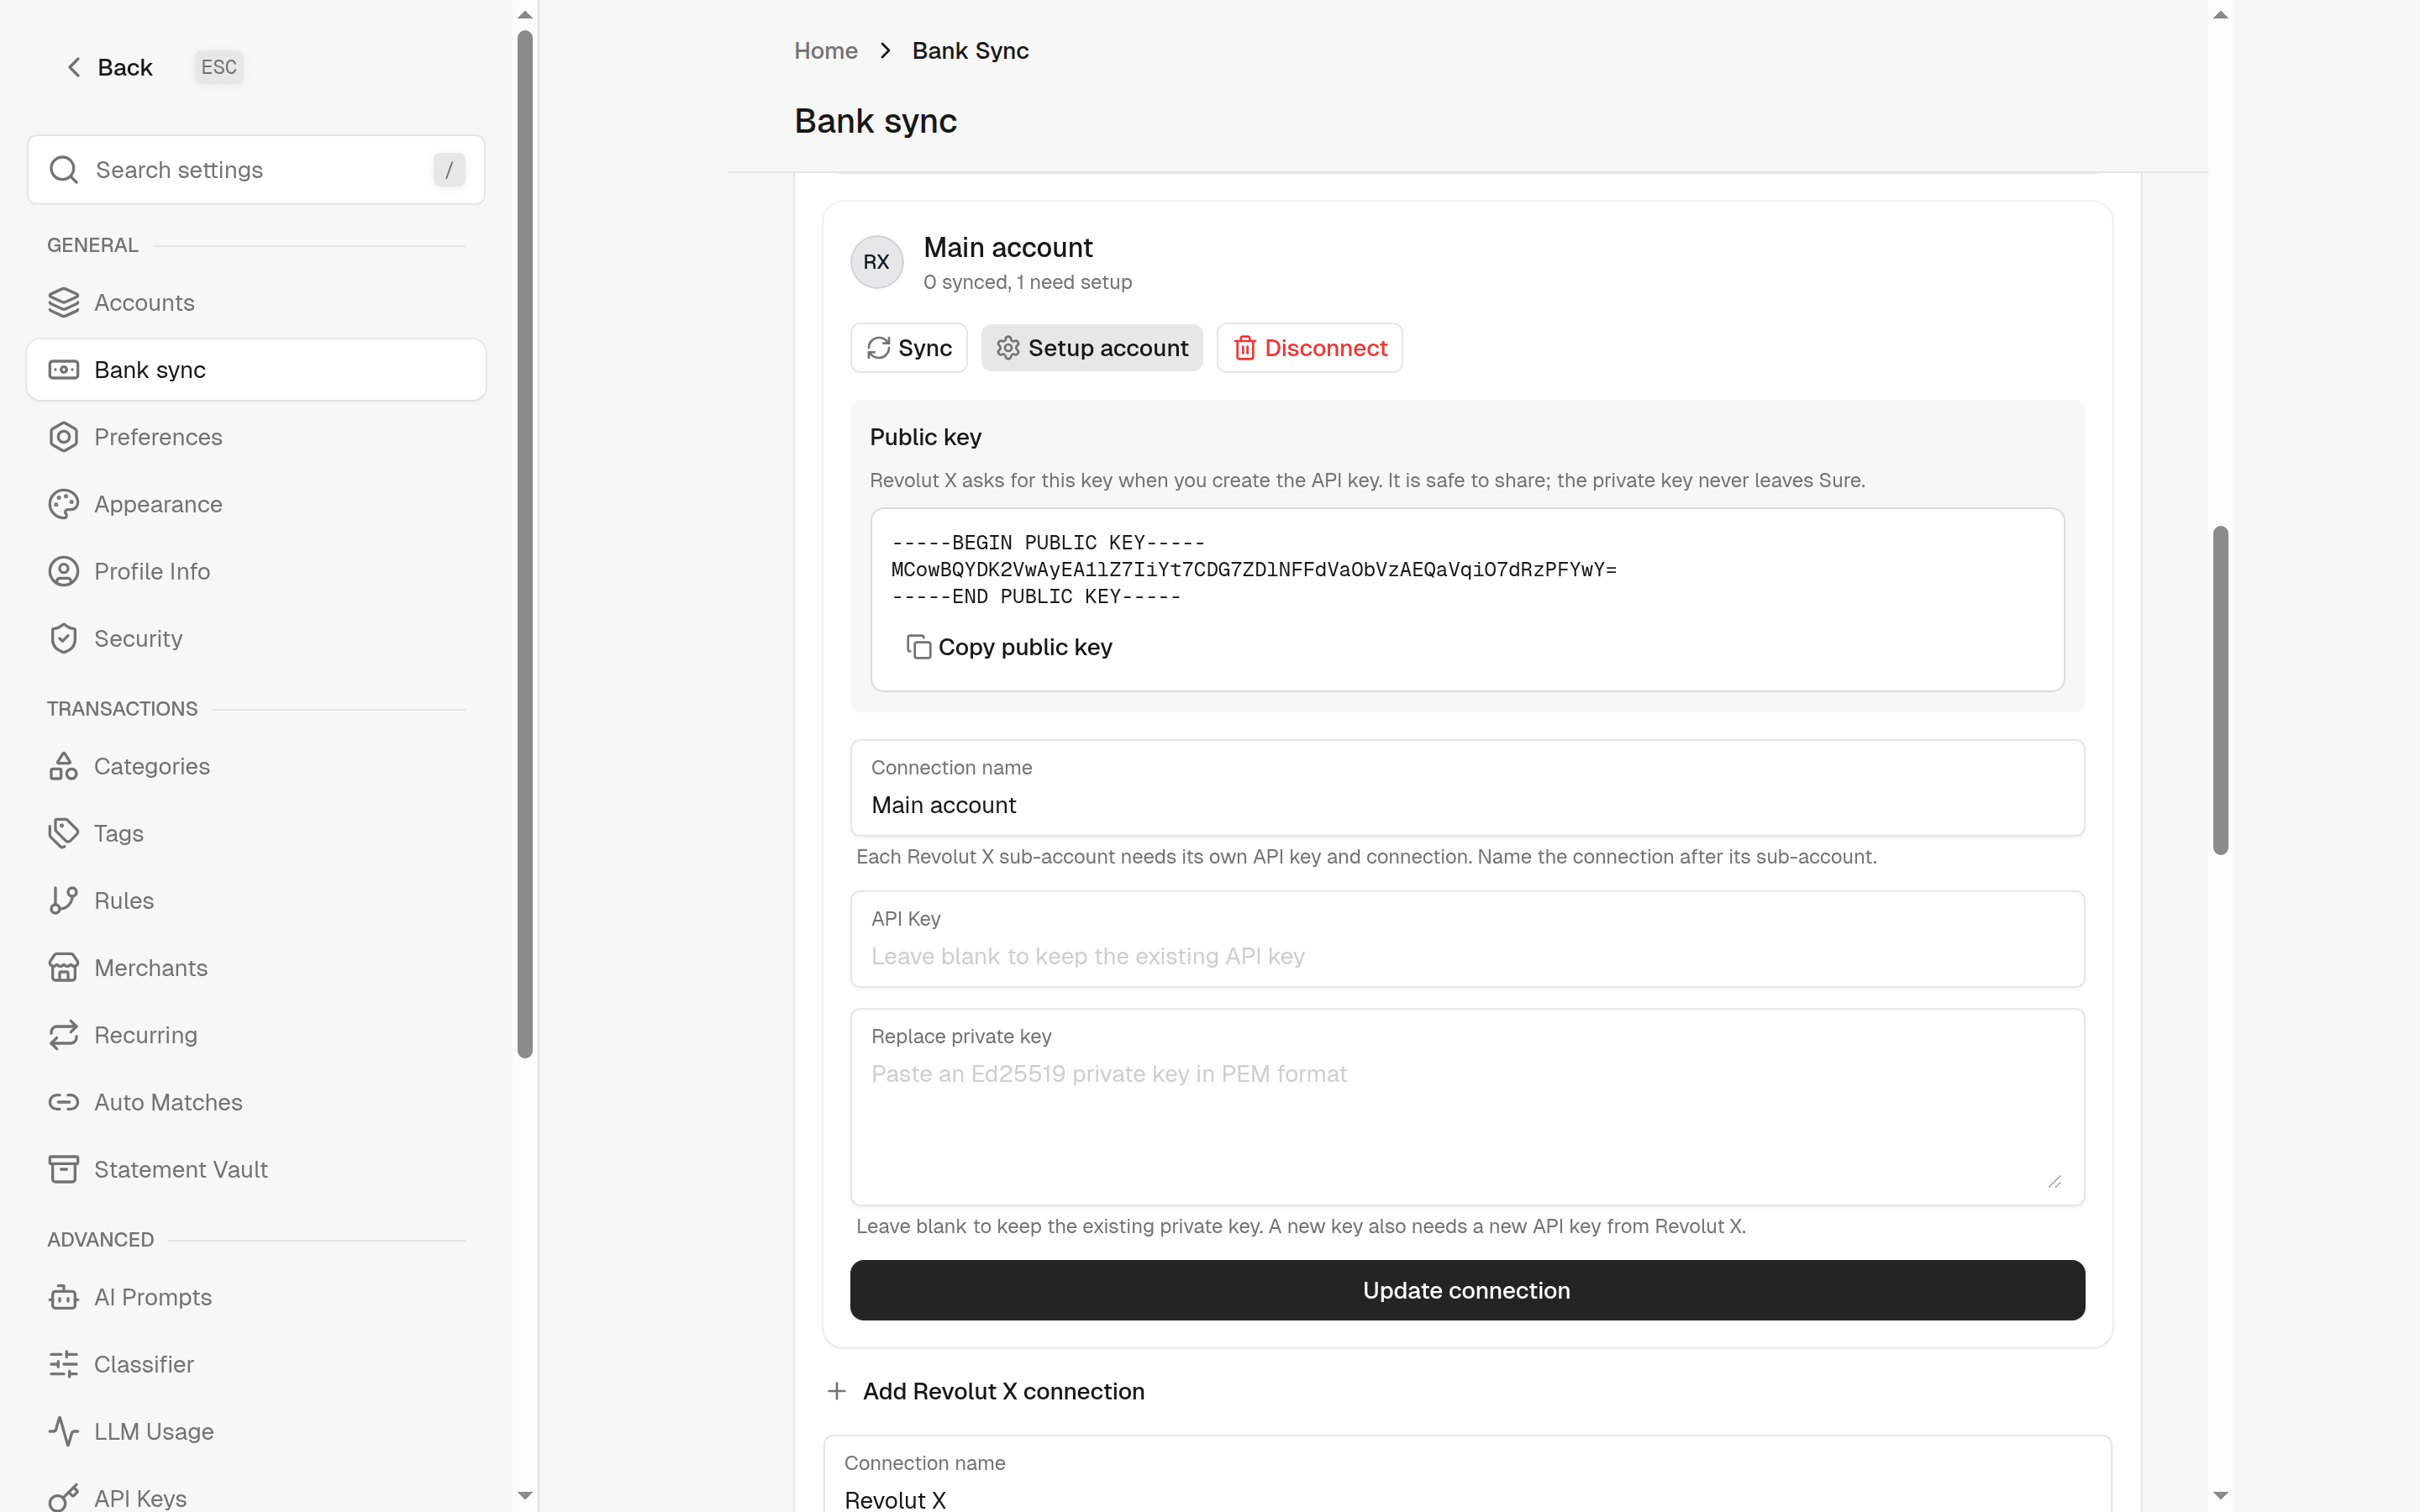 Back ESC
Search settings /
GENERAL
Accounts
Bank sync
Preferences
Appearance
Profile Info
Security
TRANSACTIONS
Categories
Tags
Rules
Merchants
Recurring
Auto Matches
Statement Vault
ADVANCED
AI Prompts
Classifier
LLM Usage
API Keys
Home > Bank Sync
Bank sync
RX
Main account
0 synced, 1 need setup
Sync Setup account Disconnect
Public key
Revolut X asks for this key when you create the API key. It is safe to share; the private key never leaves Sure.
-----BEGIN PUBLIC KEY-----
MCowBQYDK2VwAyEA1lZ7IiYt7CDG7ZDlNFFdVaObVzAEQaVqiO7dRzPFYwY=
-----END PUBLIC KEY-----
Copy public key
Connection name
Main account
Each Revolut X sub-account needs its own API key and connection. Name the connection after its sub-account.
API Key
Leave blank to keep the existing API key
Replace private key
Paste an Ed25519 private key in PEM format
Leave blank to keep the existing private key. A new key also needs a new API key from Revolut X.
Update connection
Add Revolut X connection
Connection name
Revolut X